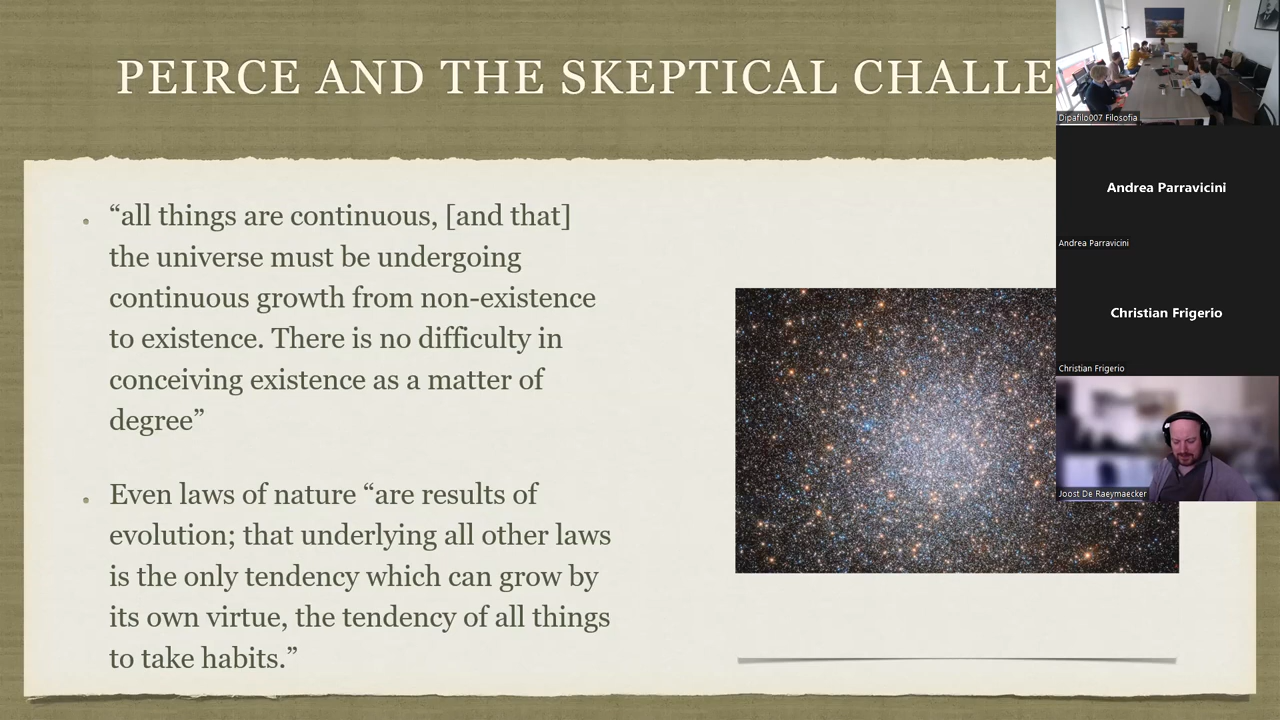 PEIRCE AND THE SKEPTICAL CHALLE
“all things are continuous, [and that]
the universe must be undergoing
continuous growth from non-existence
to existence. There is no difficulty in
conceiving existence as a matter of
degree”
Even laws of nature “are results of
evolution; that underlying all other laws
is the only tendency which can grow by
its own virtue, the tendency of all things
to take habits.”
Dipafilo007 Filosofia
Andrea Parravicini
Andrea Parravicini
Christian Frigerio
Christian Frigerio
Joost De Raeymaecker